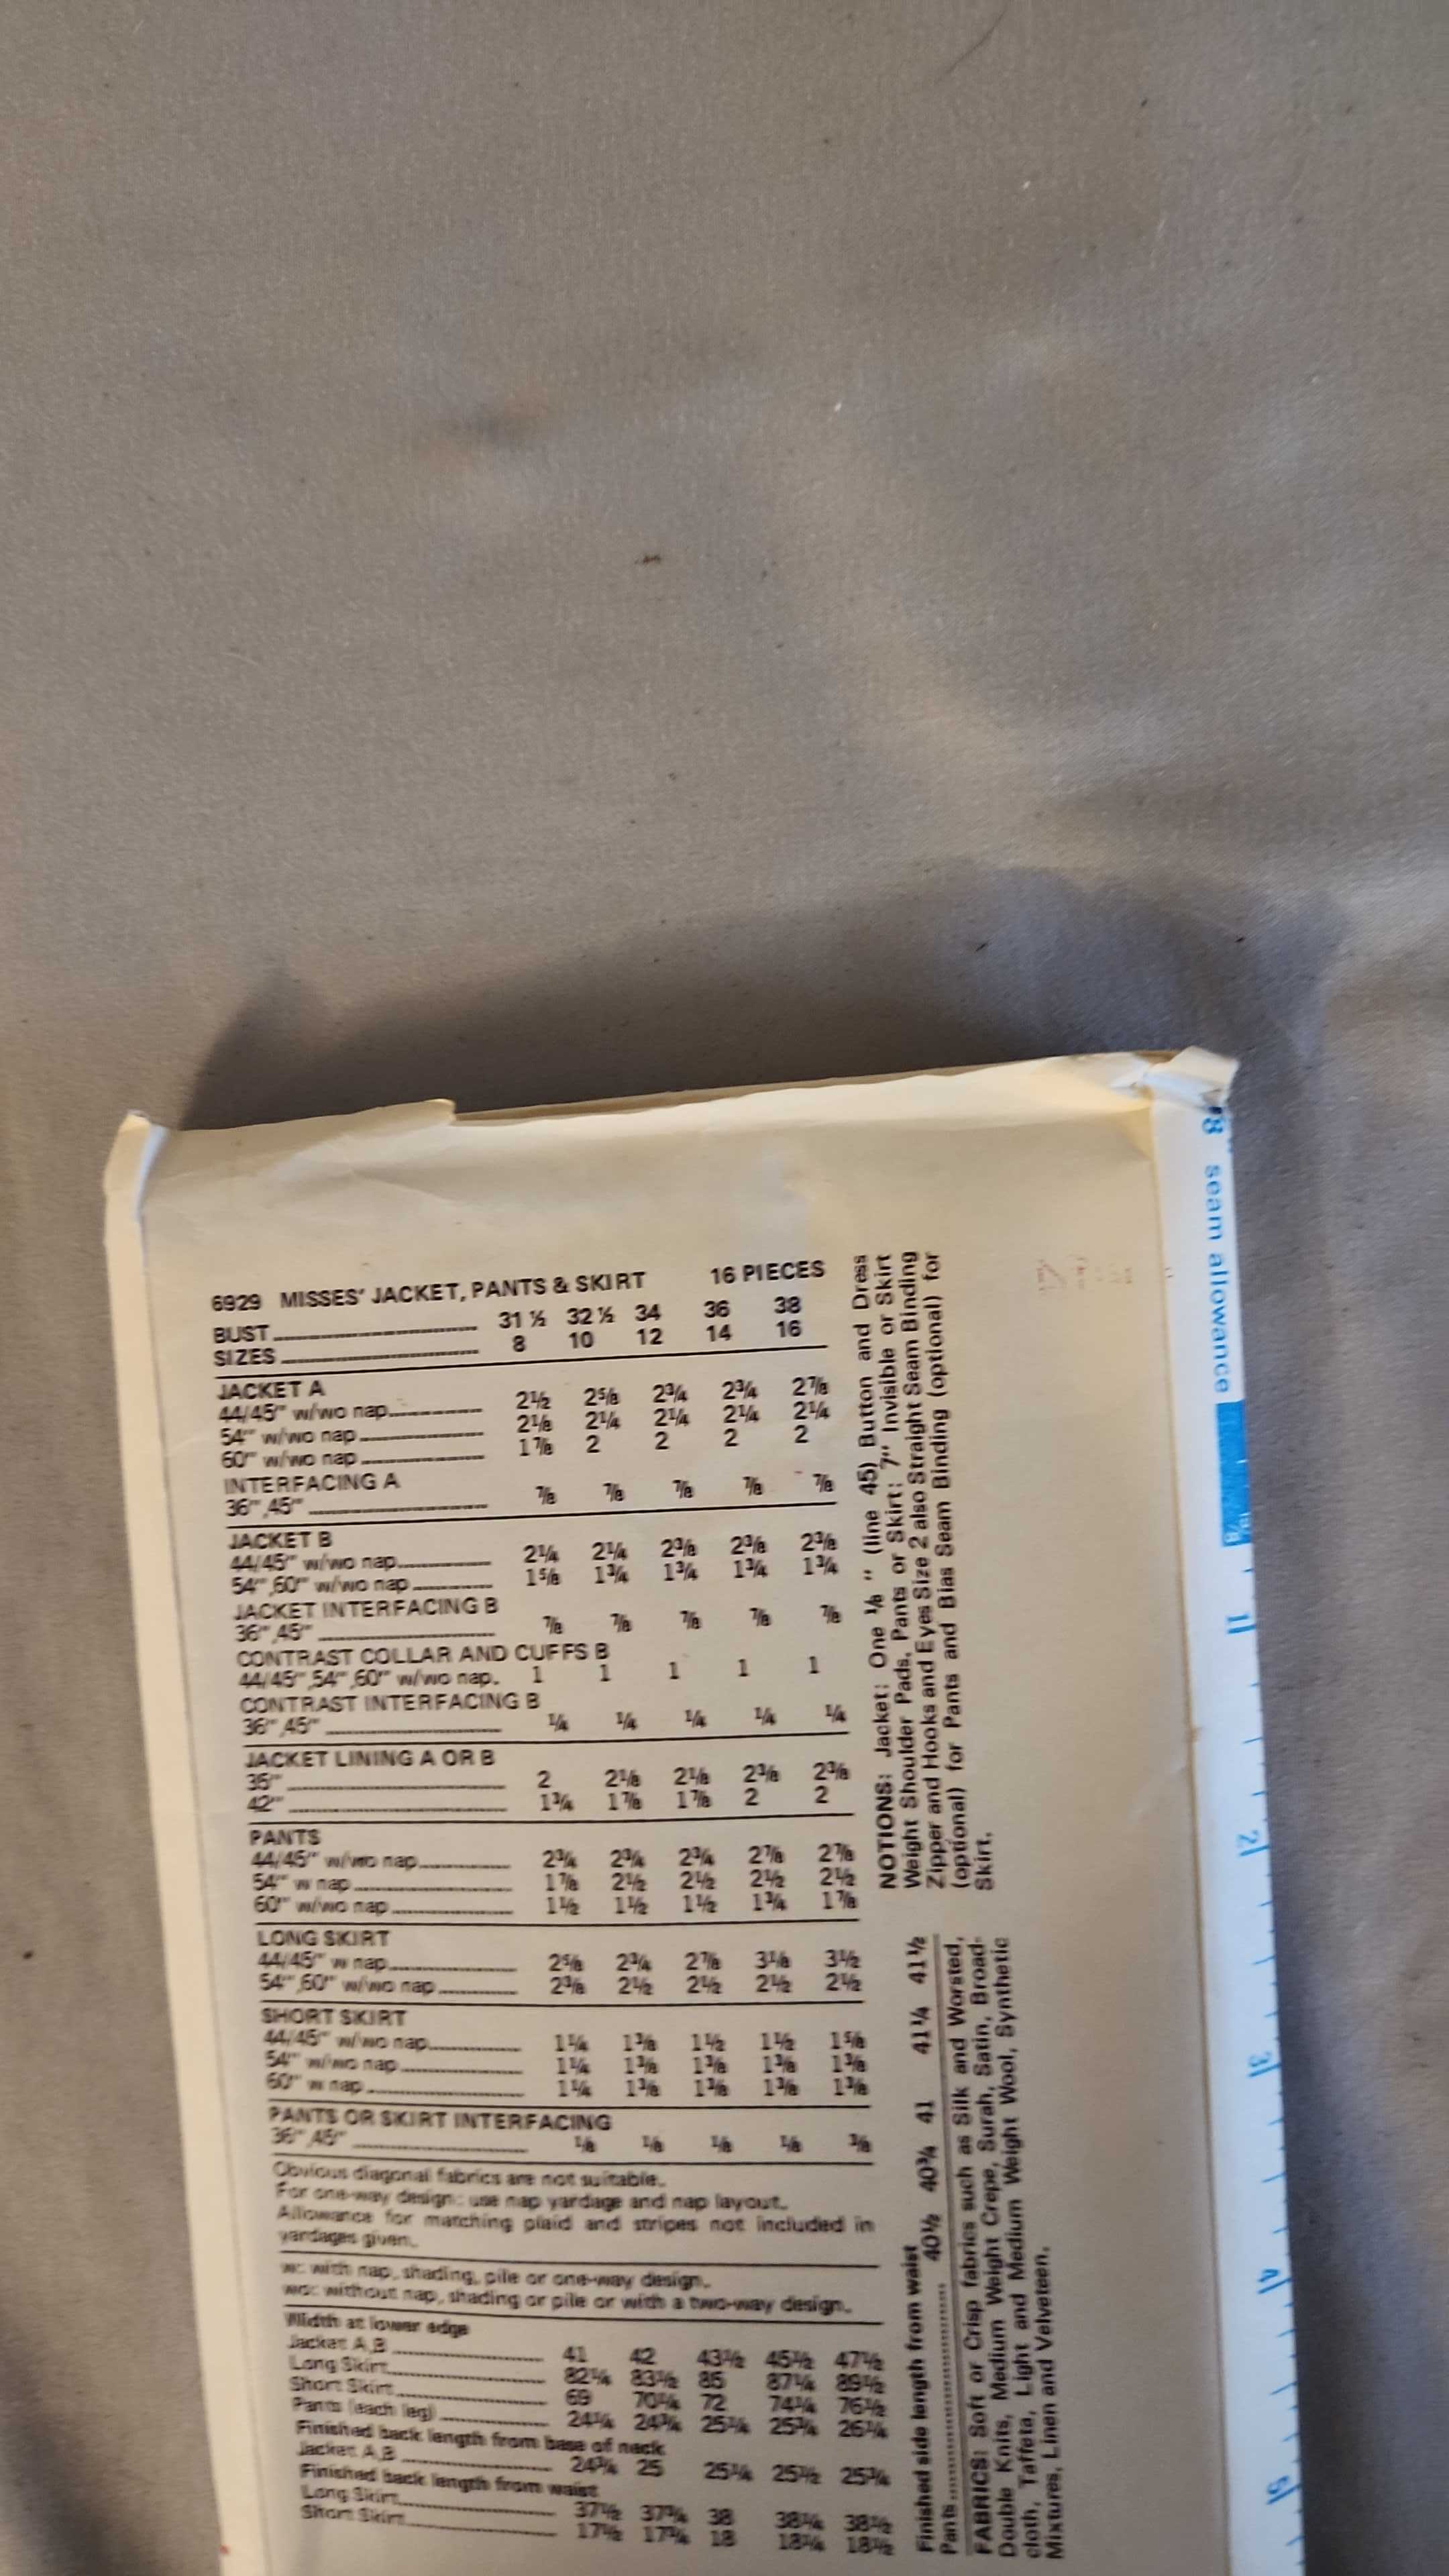 6929 MISSES' JACKET, PANTS & SKIRT 16 PIECES
BUST 31 ½ 32 ½ 34 36 38
SIZES 8 10 12 14 16
JACKET A
44/45" w/wo nap 2½ 2⅝ 2¾ 2¾ 2⅞
54" w/wo nap 2⅛ 2¼ 2¼ 2¼ 2¼
60" w/wo nap 1⅞ 2 2 2 2
INTERFACING A
36",45" ⅞ ⅞ ⅞ ⅞ ⅞
JACKET B
44/45" w/wo nap 2¼ 2¼ 2⅜ 2⅜ 2⅜
54",60" w/wo nap 1⅝ 1¾ 1¾ 1¾ 1¾
JACKET INTERFACING B
36",45" ⅞ ⅞ ⅞ ⅞ ⅞
CONTRAST COLLAR AND CUFFS B
44/45",54",60" w/wo nap. 1 1 1 1 1
CONTRAST INTERFACING B
36",45" ¼ ¼ ¼ ¼ ¼
JACKET LINING A OR B
35" 2 2⅛ 2⅛ 2⅜ 2⅜
42" 1¾ 1⅞ 1⅞ 2 2
PANTS
44/45" w/wo nap 2¾ 2¾ 2¾ 2⅞ 2⅞
54" w nap 1⅞ 2½ 2½ 2½ 2½
60" w/wo nap 1½ 1½ 1½ 1¾ 1⅞
LONG SKIRT
44/45" w nap 2⅝ 2¾ 2⅞ 3⅛ 3½
54",60" w/wo nap 2⅜ 2½ 2½ 2½ 2½
SHORT SKIRT
44/45" w/wo nap 1¼ 1⅜ 1½ 1½ 1⅝
54" w/wo nap 1¼ 1⅜ 1⅜ 1⅜ 1⅜
60" w nap 1¼ 1⅜ 1⅜ 1⅜ 1⅜
PANTS OR SKIRT INTERFACING
36",45" ⅛ ⅛ ⅛ ⅛ ⅜
Obvious diagonal fabrics are not suitable.
For one-way design: use nap yardage and nap layout.
Allowance for matching plaid and stripes not included in
yardages given.
w: with nap, shading, pile or one-way design.
wo: without nap, shading or pile or with a two-way design.
Width at lower edge
Jacket A,B 41 42 43½ 45½ 47½
Long Skirt 82¼ 83½ 85 87¼ 89½
Short Skirt 69 70¼ 72 74¼ 76½
Pants (each leg) 24¼ 24¾ 25¼ 25¾ 26¼
Finished back length from base of neck
Jacket A,B 24¾ 25 25¼ 25½ 25¾
Finished back length from waist
Long Skirt 37½ 37¾ 38 38¼ 38½
Short Skirt 17½ 17¾ 18 18¼ 18½
Finished side length from waist
Pants 40½ 40¾ 41 41¼ 41½
FABRICS: Soft or Crisp fabrics such as Silk and Worsted,
Double Knits, Medium Weight Crepe, Surah, Satin, Broad-
cloth, Taffeta, Light and Medium Weight Wool, Synthetic
Mixtures, Linen and Velveteen.
NOTIONS: Jacket: One ⅛ " (line 45) Button and Dress
Weight Shoulder Pads, Pants or Skirt: 7" Invisible or Skirt
Zipper and Hooks and Eyes Size 2 also Straight Seam Binding
(optional) for Pants and Bias Seam Binding (optional) for
Skirt.
seam allowance
1
2
3
4
5